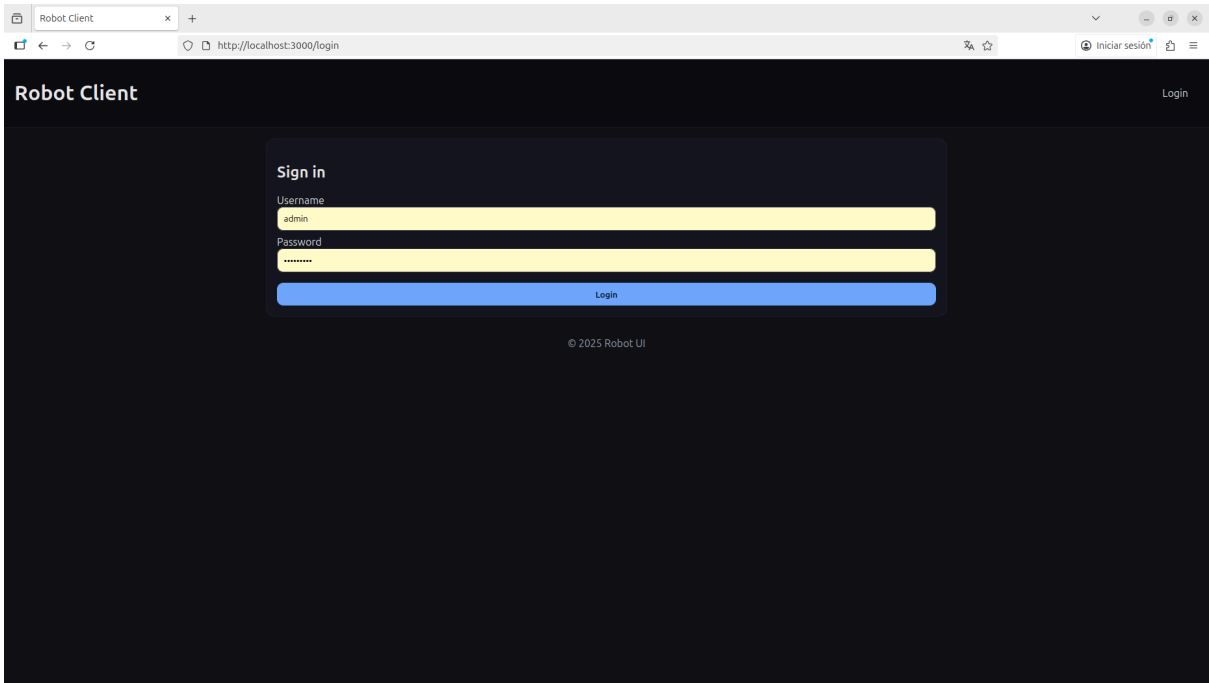 Robot Client
http://localhost:3000/login
Iniciar sesión
Robot Client
Login
Sign in
Username
admin
Password
•••••••••
Login
© 2025 Robot UI